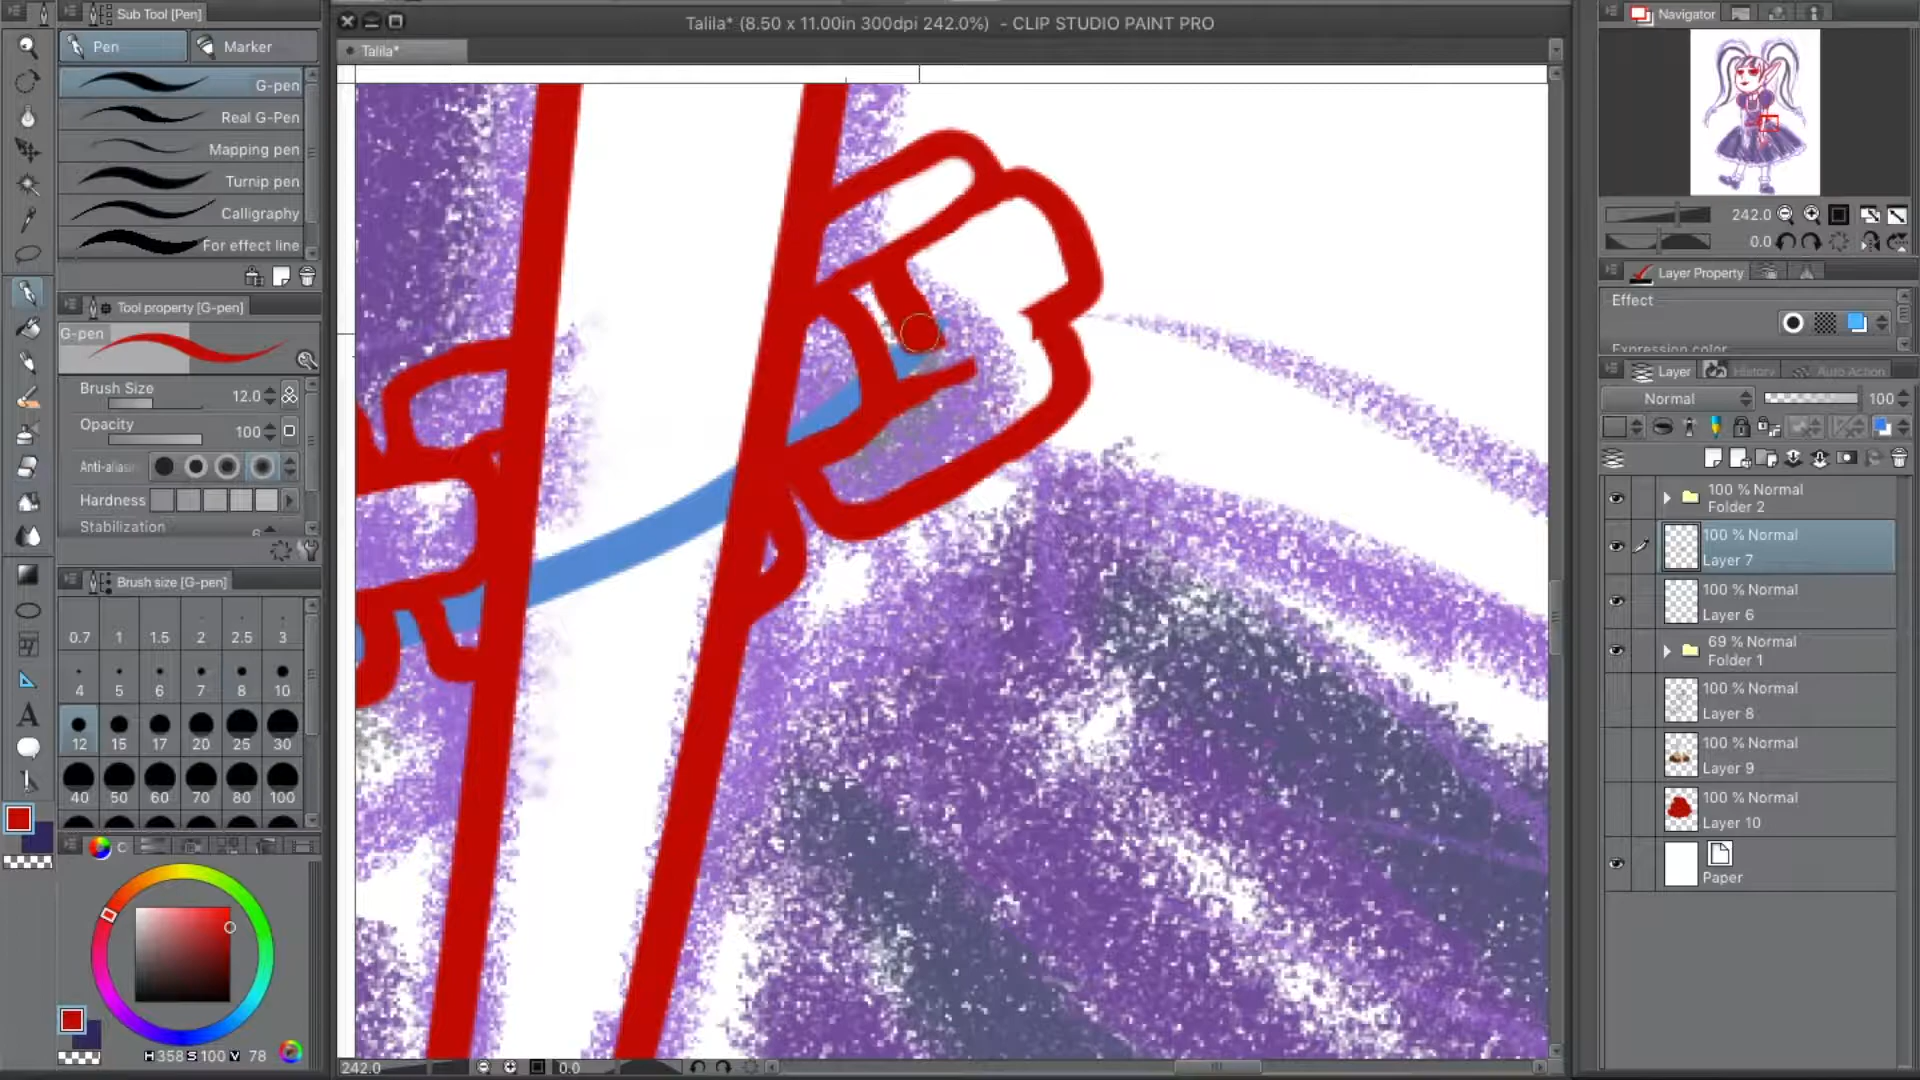 Sub Tool [Pen]
Pen
Marker
G-pen
Real G-Pen
Mapping pen
Turnip pen
Calligraphy
For effect line
Tool property [G-pen]
G-pen
Brush Size 12.0
Opacity 100
Anti-alias
Hardness
Stabilization
Brush size [G-pen]
0.7 1 1.5 2 2.5 3
4 5 6 7 8 10
12 15 17 20 25 30
40 50 60 70 80 100
C
H 358 S 100 V 78
Talila* (8.50 x 11.00in 300dpi 242.0%) - CLIP STUDIO PAINT PRO
Talila*
242.0 0.0
Navigator
242.0
0.0
Layer Property
Effect
Expression color
Layer History Auto Action
Normal 100
100 % Normal
Folder 2
100 % Normal
Layer 7
100 % Normal
Layer 6
69 % Normal
Folder 1
100 % Normal
Layer 8
100 % Normal
Layer 9
100 % Normal
Layer 10
Paper